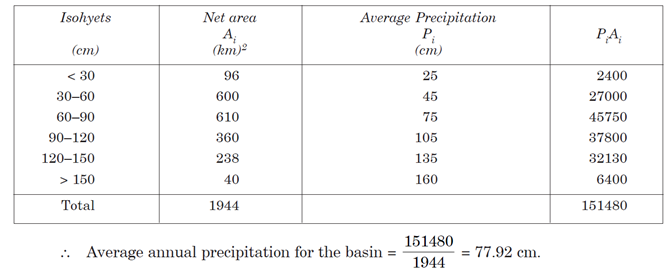 Isohyets Net area Average Precipitation
A_i P_i P_iA_i
(cm) (km)² (cm)
< 30 96 25 2400
30–60 600 45 27000
60–90 610 75 45750
90–120 360 105 37800
120–150 238 135 32130
> 150 40 160 6400
Total 1944 151480
∴ Average annual precipitation for the basin = 151480/1944 = 77.92 cm.